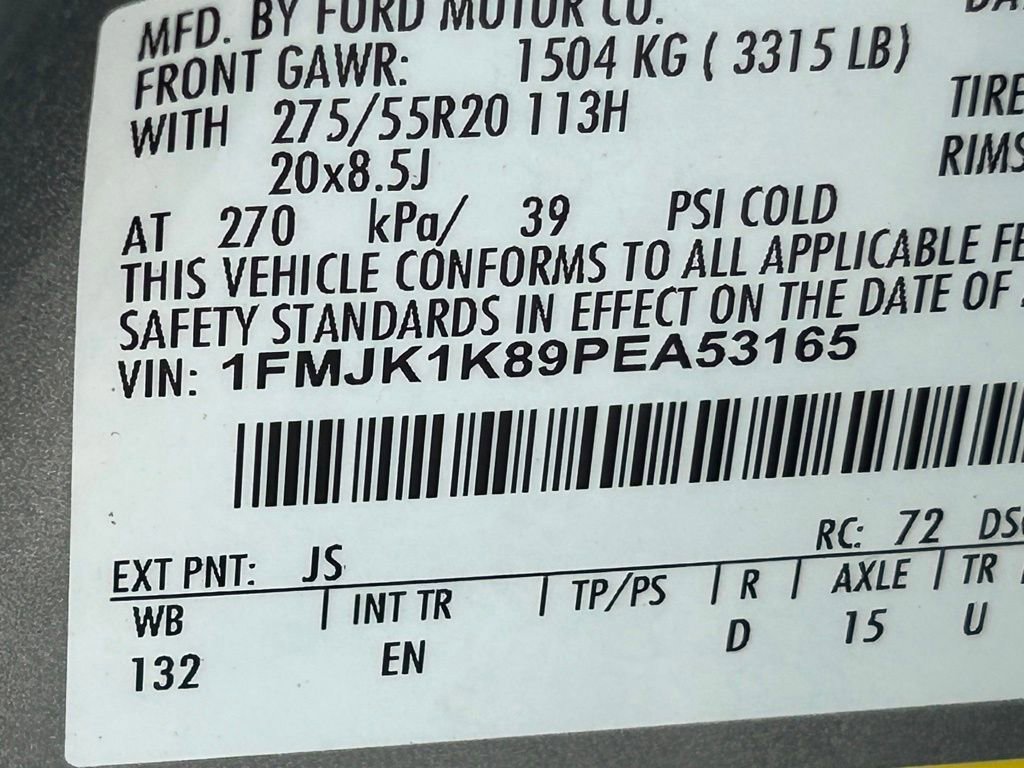 MFD. BY FORD MOTOR CO.
FRONT GAWR: 1504 KG ( 3315 LB)
WITH 275/55R20 113H TIRE
20x8.5J RIMS
AT 270 kPa/ 39 PSI COLD
THIS VEHICLE CONFORMS TO ALL APPLICABLE FE
SAFETY STANDARDS IN EFFECT ON THE DATE OF
VIN: 1FMJK1K89PEA53165
EXT PNT: JS RC: 72 DS
WB | INT TR | TP/PS | R | AXLE | TR
132 EN D 15 U